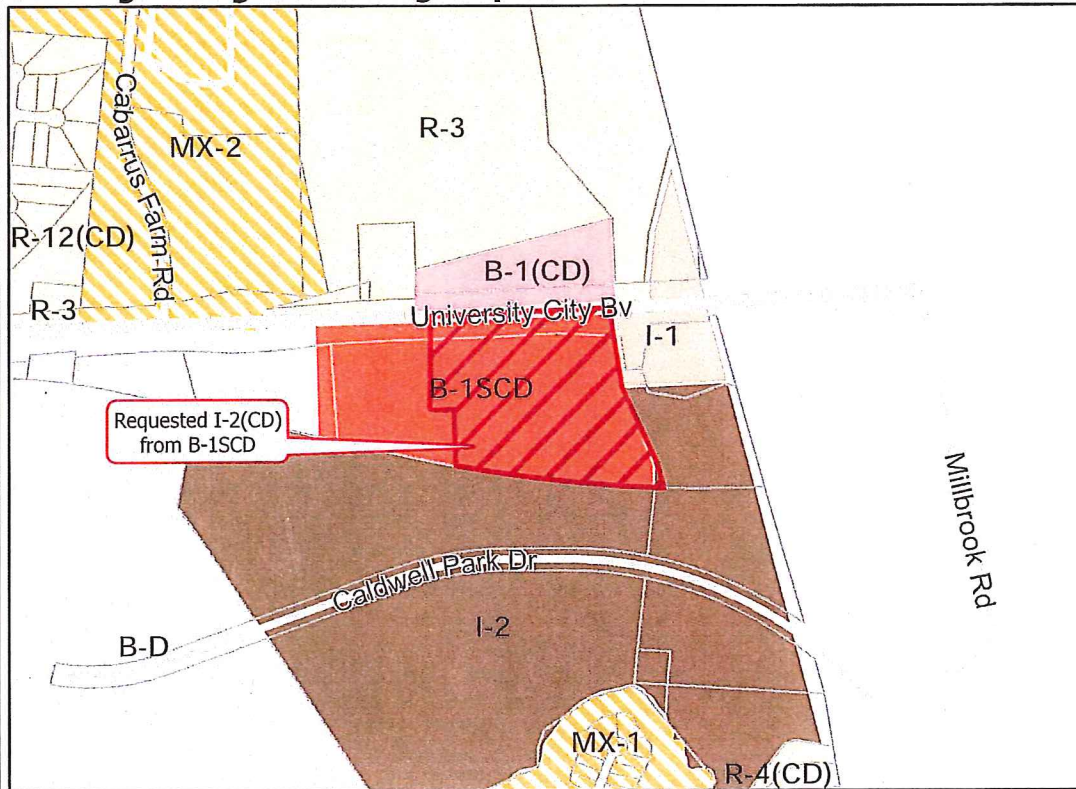 R-3
MX-2
Cabarrus Farm Rd
R-12(CD)
R-3
B-1(CD)
University City Bv
I-1
B-1SCD
Requested I-2(CD)
from B-1SCD
Millbrook Rd
Caldwell Park Dr
I-2
B-D
MX-1
R-4(CD)